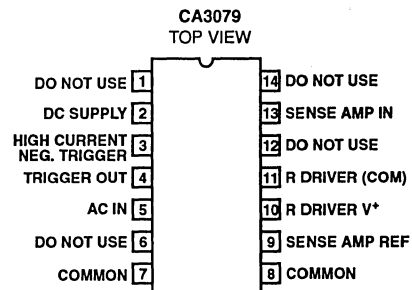 CA3079
TOP VIEW
DO NOT USE 1
14 DO NOT USE
DC SUPPLY 2
13 SENSE AMP IN
HIGH CURRENT
NEG. TRIGGER 3
12 DO NOT USE
TRIGGER OUT 4
11 R DRIVER (COM)
AC IN 5
10 R DRIVER V+
DO NOT USE 6
9 SENSE AMP REF
COMMON 7
8 COMMON